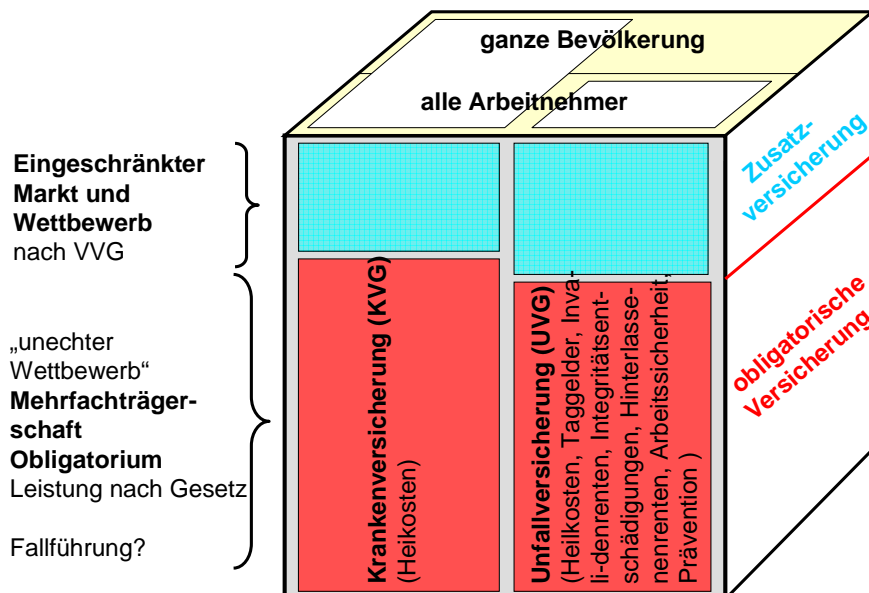 ganze Bevölkerung
alle Arbeitnehmer
Eingeschränkter
Markt und
Wettbewerb
nach VVG
„unechter
Wettbewerb“
Mehrfachträger-
schaft
Obligatorium
Leistung nach Gesetz
Fallführung?
Krankenversicherung (KVG)
(Heikosten)
Unfallversicherung (UVG)
(Heilkosten, Taggelder, Inva-
li-denrenten, Integritätsent-
schädigungen, Hinterlasse-
nenrenten, Arbeitssicherheit,
Prävention )
Zusatz-
versicherung
obligatorische
Versicherung